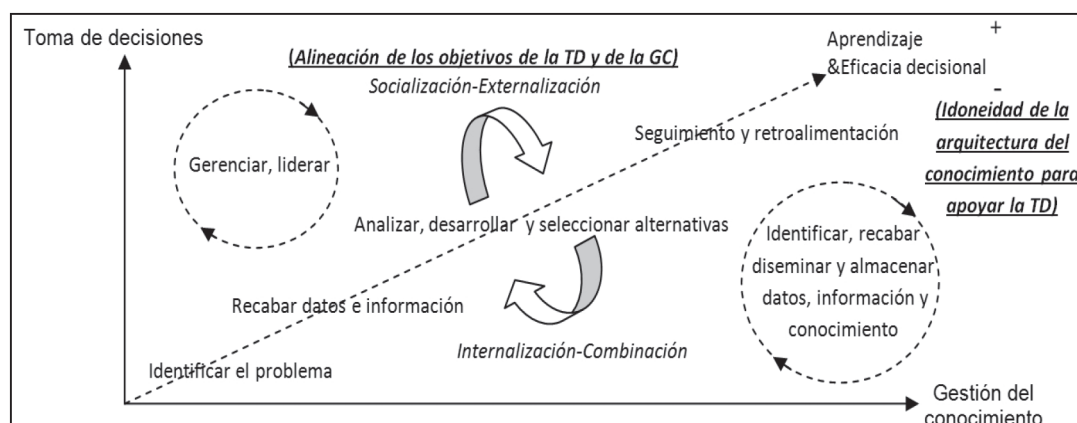 Toma de decisiones
(Alineación de los objetivos de la TD y de la GC)
Socialización-Externalización
Aprendizaje
&Eficacia decisional
+
-
(Idoneidad de la
arquitectura del
conocimiento para
apoyar la TD)
Gerenciar, liderar
Seguimiento y retroalimentación
Analizar, desarrollar y seleccionar alternativas
Identificar, recabar
diseminar y almacenar
datos, información y
conocimiento
Recabar datos e información
Internalización-Combinación
Identificar el problema
Gestión del
conocimiento